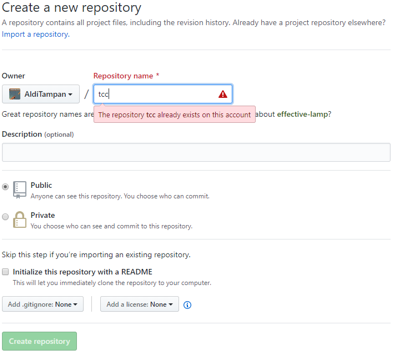 Create a new repository
A repository contains all project files, including the revision history. Already have a project repository elsewhere?
Import a repository.
Owner
Repository name *
AldiTampan
/
tcc
Great repository names are
about effective-lamp?
The repository tcc already exists on this account
Description (optional)
Public
Anyone can see this repository. You choose who can commit.
Private
You choose who can see and commit to this repository.
Skip this step if you're importing an existing repository.
Initialize this repository with a README
This will let you immediately clone the repository to your computer.
Add .gitignore: None
Add a license: None
Create repository